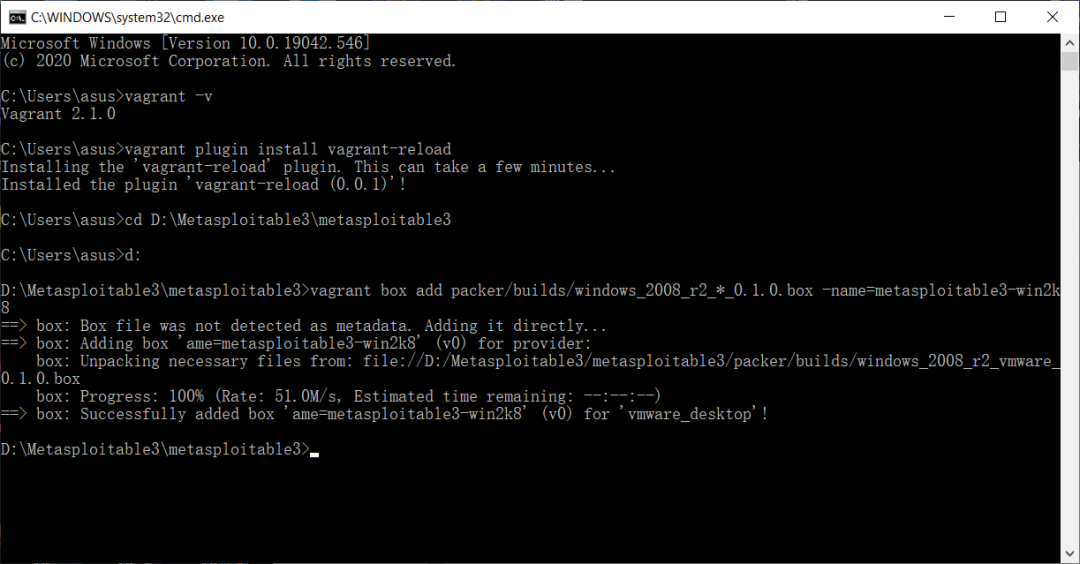 C:\WINDOWS\system32\cmd.exe
Microsoft Windows [Version 10.0.19042.546]
(c) 2020 Microsoft Corporation. All rights reserved.
C:\Users\asus>vagrant -v
Vagrant 2.1.0
C:\Users\asus>vagrant plugin install vagrant-reload
Installing the 'vagrant-reload' plugin. This can take a few minutes...
Installed the plugin 'vagrant-reload (0.0.1)'!
C:\Users\asus>cd D:\Metasploitable3\metasploitable3
C:\Users\asus>d:
D:\Metasploitable3\metasploitable3>vagrant box add packer/builds/windows_2008_r2_*_0.1.0.box -name=metasploitable3-win2k
8
==> box: Box file was not detected as metadata. Adding it directly...
==> box: Adding box 'ame=metasploitable3-win2k8' (v0) for provider:
box: Unpacking necessary files from: file://D:/Metasploitable3/metasploitable3/packer/builds/windows_2008_r2_vmware_
0.1.0.box
box: Progress: 100% (Rate: 51.0M/s, Estimated time remaining: --:--:--)
==> box: Successfully added box 'ame=metasploitable3-win2k8' (v0) for 'vmware_desktop'!
D:\Metasploitable3\metasploitable3>